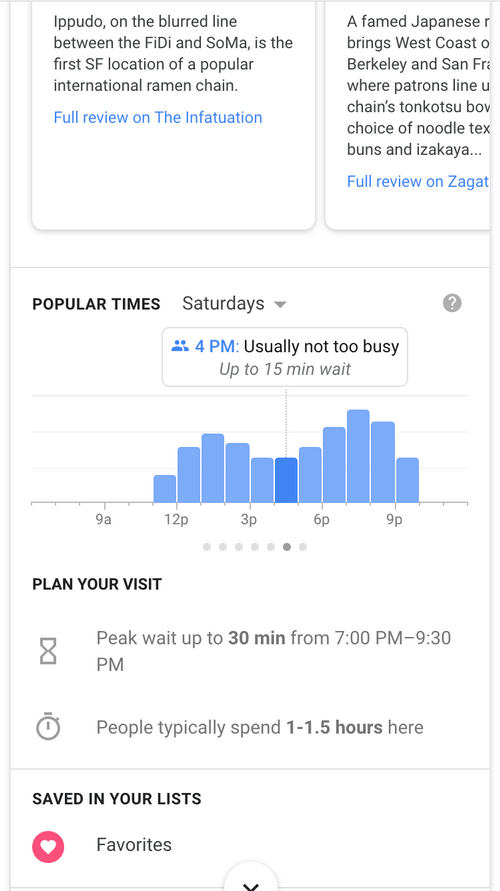 Ippudo, on the blurred line
between the FiDi and SoMa, is the
first SF location of a popular
international ramen chain.
Full review on The Infatuation
A famed Japanese r
brings West Coast o
Berkeley and San Fra
where patrons line u
chain's tonkotsu bow
choice of noodle tex
buns and izakaya...
Full review on Zagat
POPULAR TIMES Saturdays
?
4 PM: Usually not too busy
Up to 15 min wait
9a 12p 3p 6p 9p
PLAN YOUR VISIT
Peak wait up to 30 min from 7:00 PM–9:30
PM
People typically spend 1-1.5 hours here
SAVED IN YOUR LISTS
Favorites